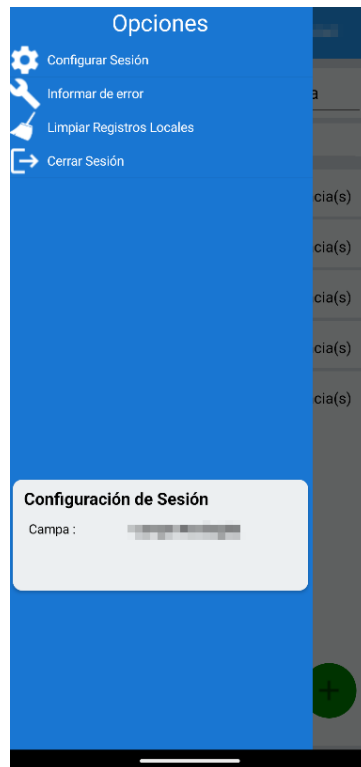 Opciones
Configurar Sesión
Informar de error
a
Limpiar Registros Locales
Cerrar Sesión
cia(s)
cia(s)
cia(s)
cia(s)
cia(s)
Configuración de Sesión
Campa :
+